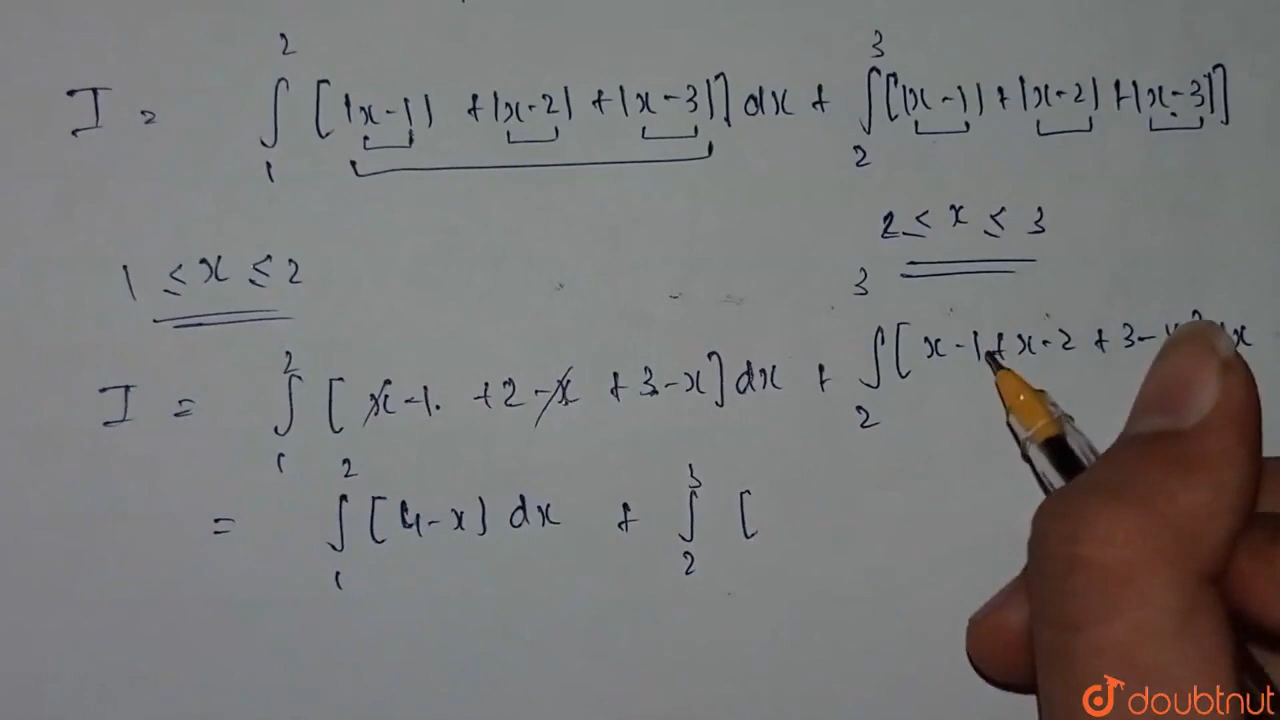 I = ∫₁² [|x-1| + |x-2| + |x-3|] dx + ∫₂³ [|x-1| + |x-2| + |x-3|]
2 ≤ x ≤ 3
1 ≤ x ≤ 2
I = ∫₁² [x-1. +2-x +3-x] dx + ∫₂³ [x-1+x-2+3-
= ∫₁² [4-x] dx + ∫₂³ [
doubtnut